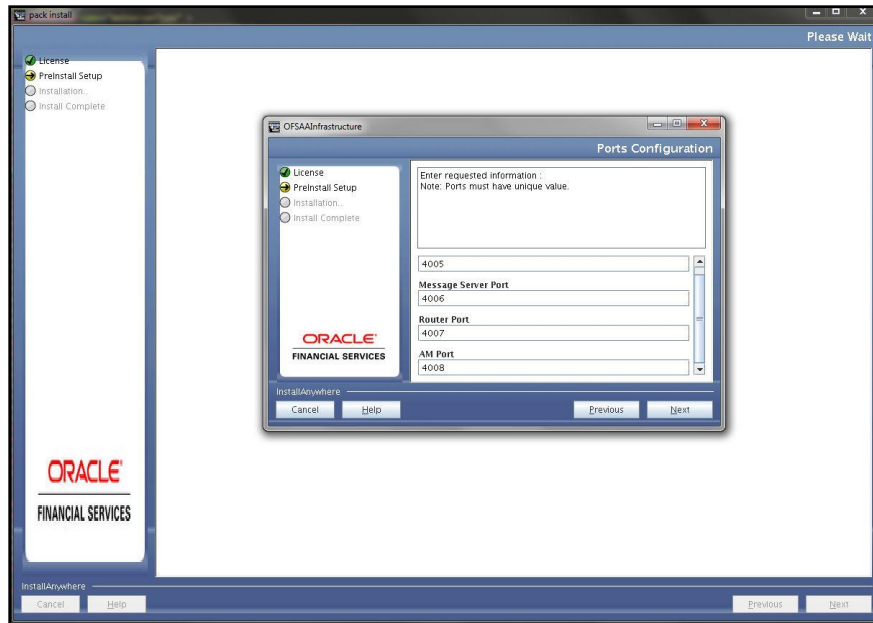 pack install
Please Wait
License
PreInstall Setup
Installation..
Install Complete
OFSAAInfrastructure
Ports Configuration
License
PreInstall Setup
Installation..
Install Complete
Enter requested information :
Note: Ports must have unique value.
4005
Message Server Port
4006
Router Port
4007
AM Port
4008
ORACLE
FINANCIAL SERVICES
InstallAnywhere
Cancel
Help
Previous
Next
ORACLE
FINANCIAL SERVICES
InstallAnywhere
Cancel
Help
Previous
Next